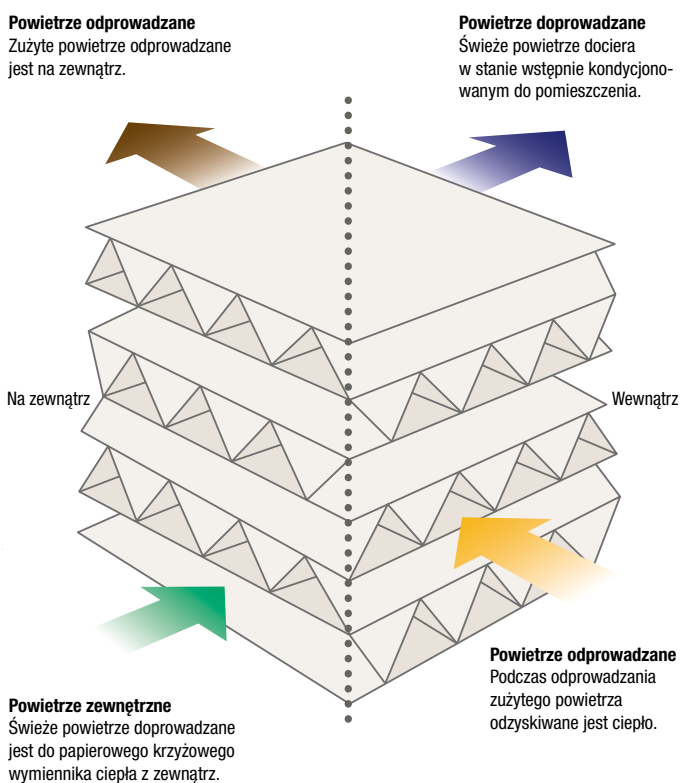 Powietrze odprowadzane
Zużyte powietrze odprowadzane
jest na zewnątrz.
Powietrze doprowadzane
Świeże powietrze dociera
w stanie wstępnie kondycjono-
wanym do pomieszczenia.
Na zewnątrz
Wewnątrz
Powietrze odprowadzane
Podczas odprowadzania
zużytego powietrza
odzyskiwane jest ciepło.
Powietrze zewnętrzne
Świeże powietrze doprowadzane
jest do papierowego krzyżowego
wymiennika ciepła z zewnątrz.